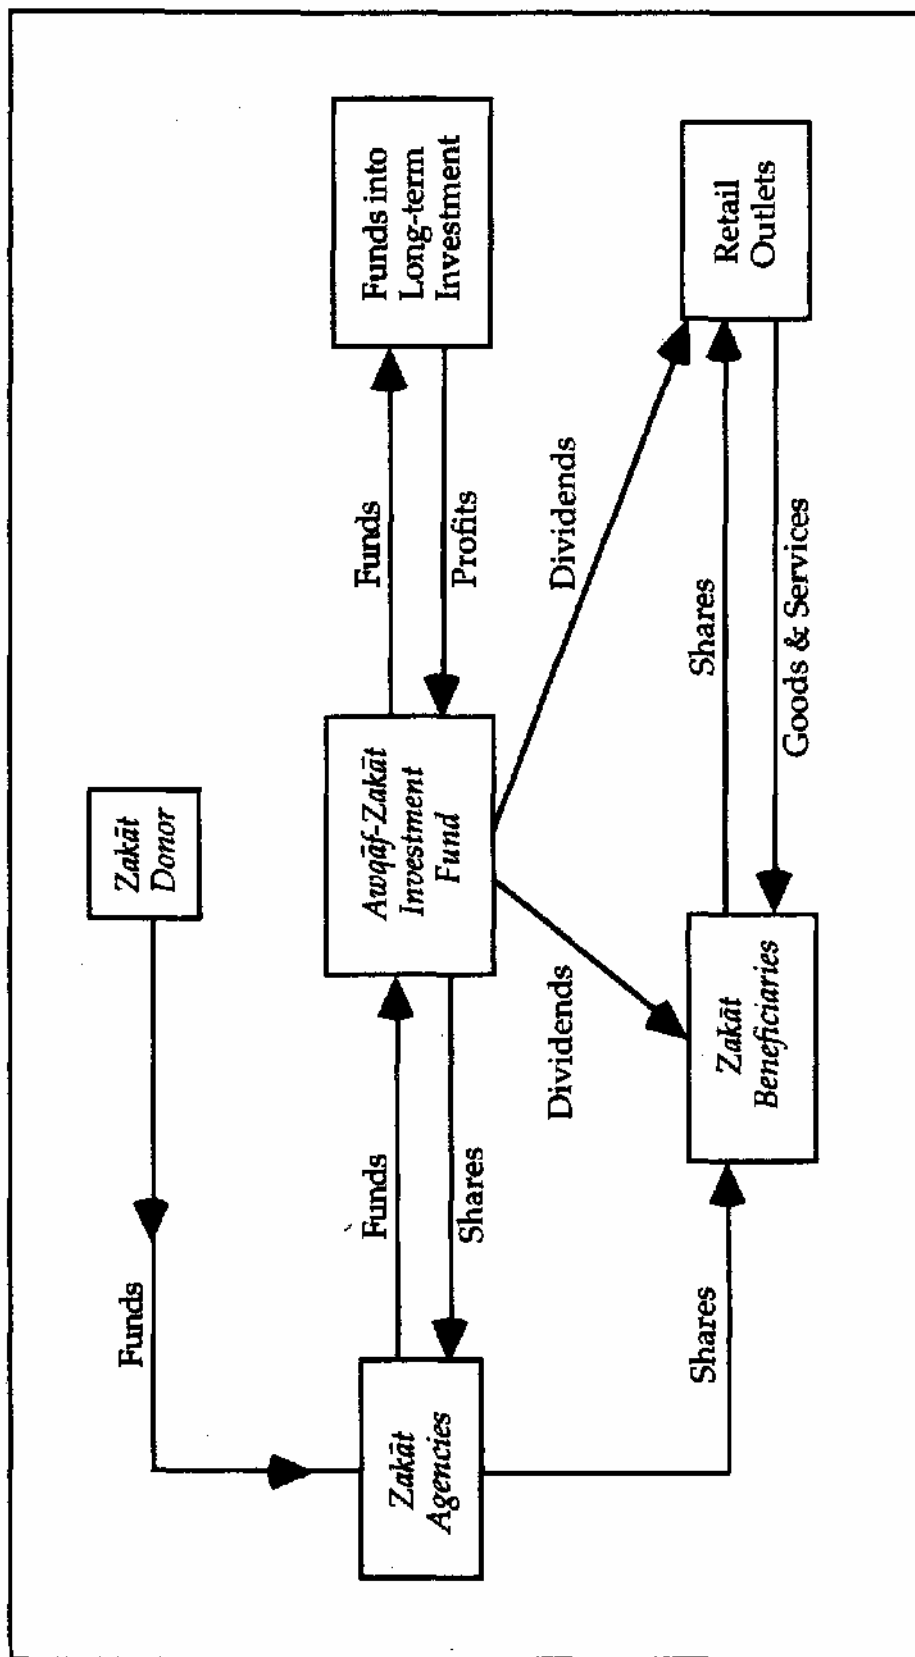 Zakāt
Donor
Funds
Zakāt
Agencies
Funds
Shares
Awqāf-Zakāt
Investment
Fund
Funds
Profits
Funds into
Long-term
Investment
Dividends
Dividends
Shares
Zakāt
Beneficiaries
Shares
Goods & Services
Retail
Outlets